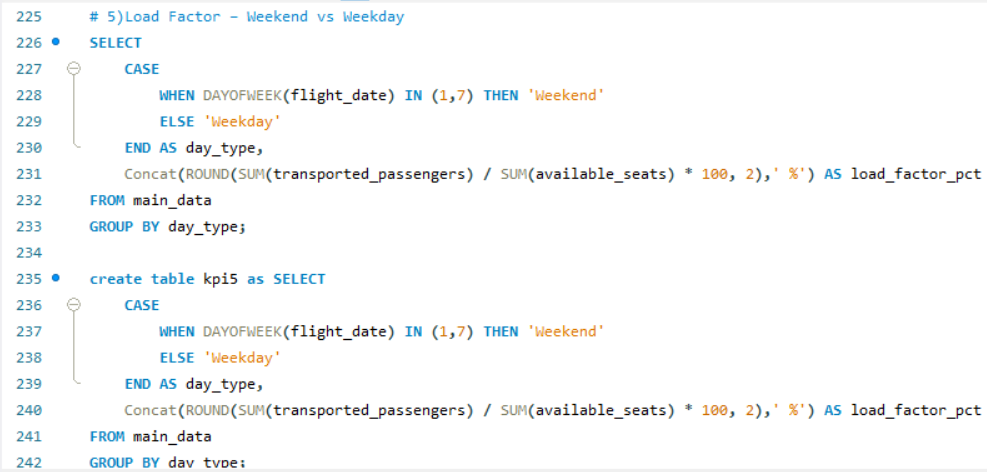 225 # 5)Load Factor – Weekend vs Weekday
226 SELECT
227 CASE
228 WHEN DAYOFWEEK(flight_date) IN (1,7) THEN 'Weekend'
229 ELSE 'Weekday'
230 END AS day_type,
231 Concat(ROUND(SUM(transported_passengers) / SUM(available_seats) * 100, 2),' %') AS load_factor_pct
232 FROM main_data
233 GROUP BY day_type;
234
235 create table kpi5 as SELECT
236 CASE
237 WHEN DAYOFWEEK(flight_date) IN (1,7) THEN 'Weekend'
238 ELSE 'Weekday'
239 END AS day_type,
240 Concat(ROUND(SUM(transported_passengers) / SUM(available_seats) * 100, 2),' %') AS load_factor_pct
241 FROM main_data
242 GROUP BY day_type;